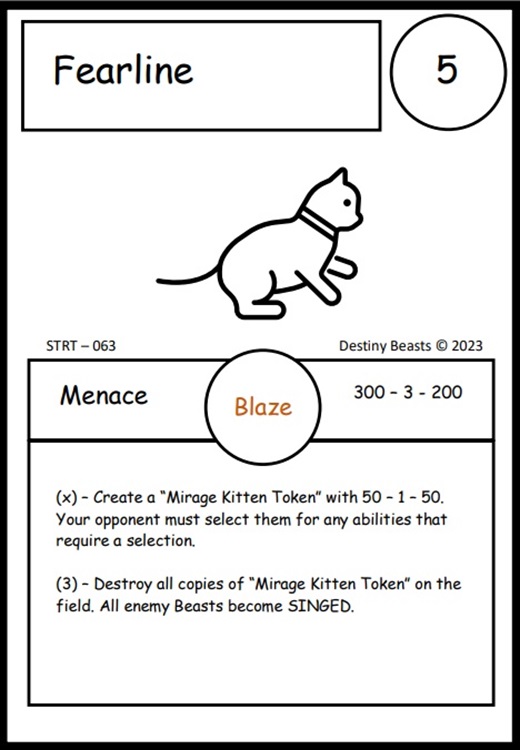 Fearline
5
STRT – 063
Destiny Beasts © 2023
Menace
Blaze
300 – 3 - 200
(x) – Create a “Mirage Kitten Token” with 50 – 1 – 50.
Your opponent must select them for any abilities that
require a selection.
(3) – Destroy all copies of “Mirage Kitten Token” on the
field. All enemy Beasts become SINGED.